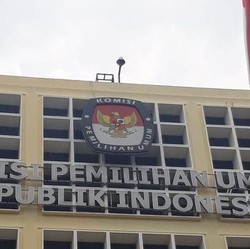 KOMISI
PEMILIHAN UMUM
ISI PEMILIHAN UM
PUBLIK INDONES